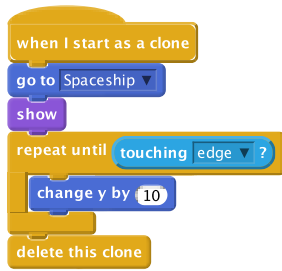 when I start as a clone
go to Spaceship
show
repeat until touching edge ?
change y by 10
delete this clone